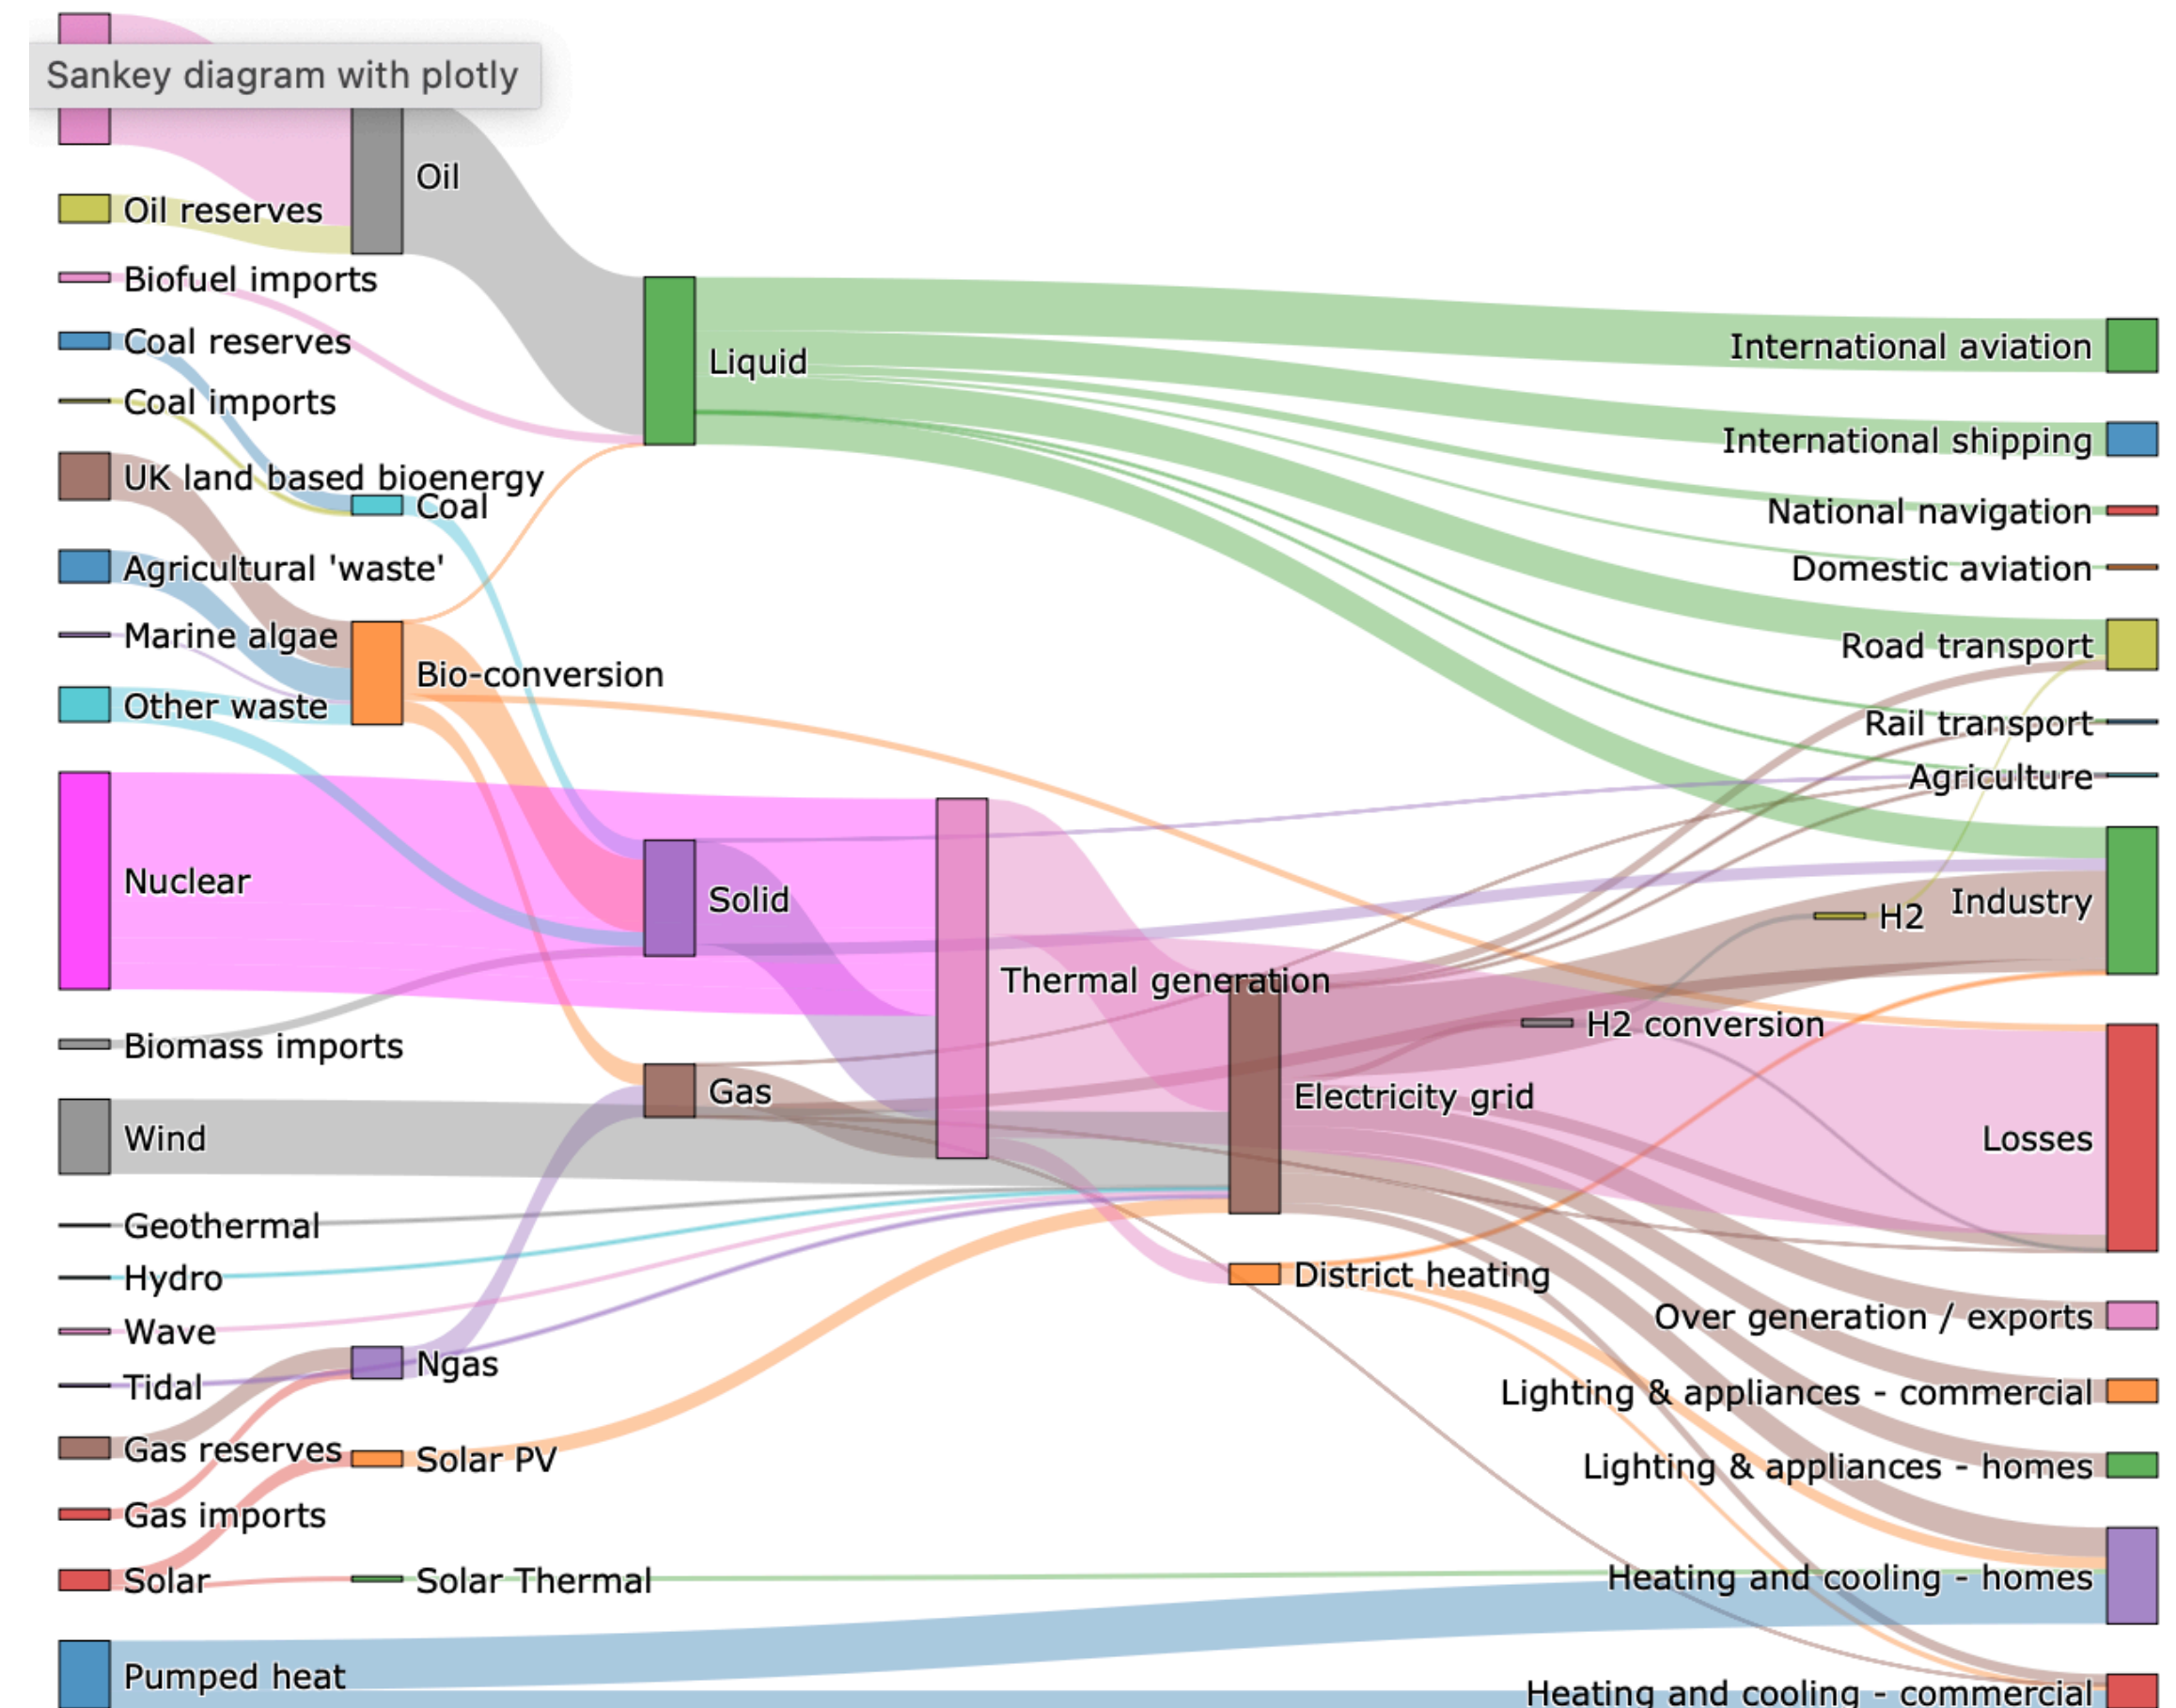 Sankey diagram with plotly
Oil
Oil reserves
Biofuel imports
Coal reserves
Liquid
International aviation
Coal imports
International shipping
UK land based bioenergy
Coal
National navigation
Agricultural 'waste'
Domestic aviation
Marine algae
Road transport
Bio-conversion
Other waste
Rail transport
Agriculture
Nuclear
Solid
Industry
H2
Thermal generation
H2 conversion
Biomass imports
Gas
Electricity grid
Wind
Losses
Geothermal
Hydro
District heating
Over generation / exports
Wave
Ngas
Tidal
Lighting & appliances - commercial
Gas reserves
Solar PV
Lighting & appliances - homes
Gas imports
Solar
Solar Thermal
Heating and cooling - homes
Pumped heat
Heating and cooling - commercial